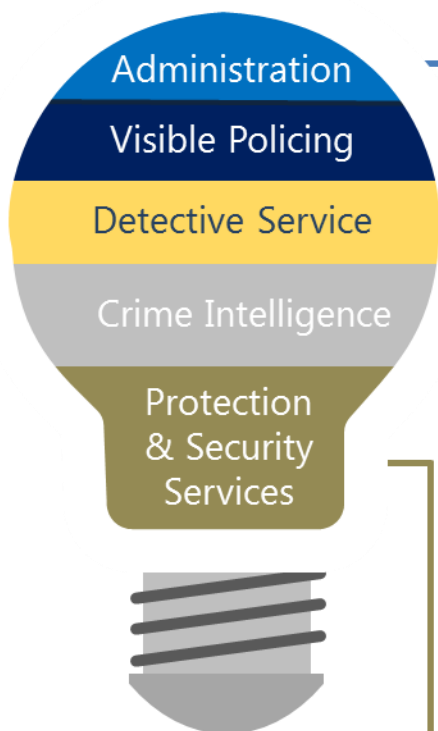 Administration
Visible Policing
Detective Service
Crime Intelligence
Protection
& Security
Services